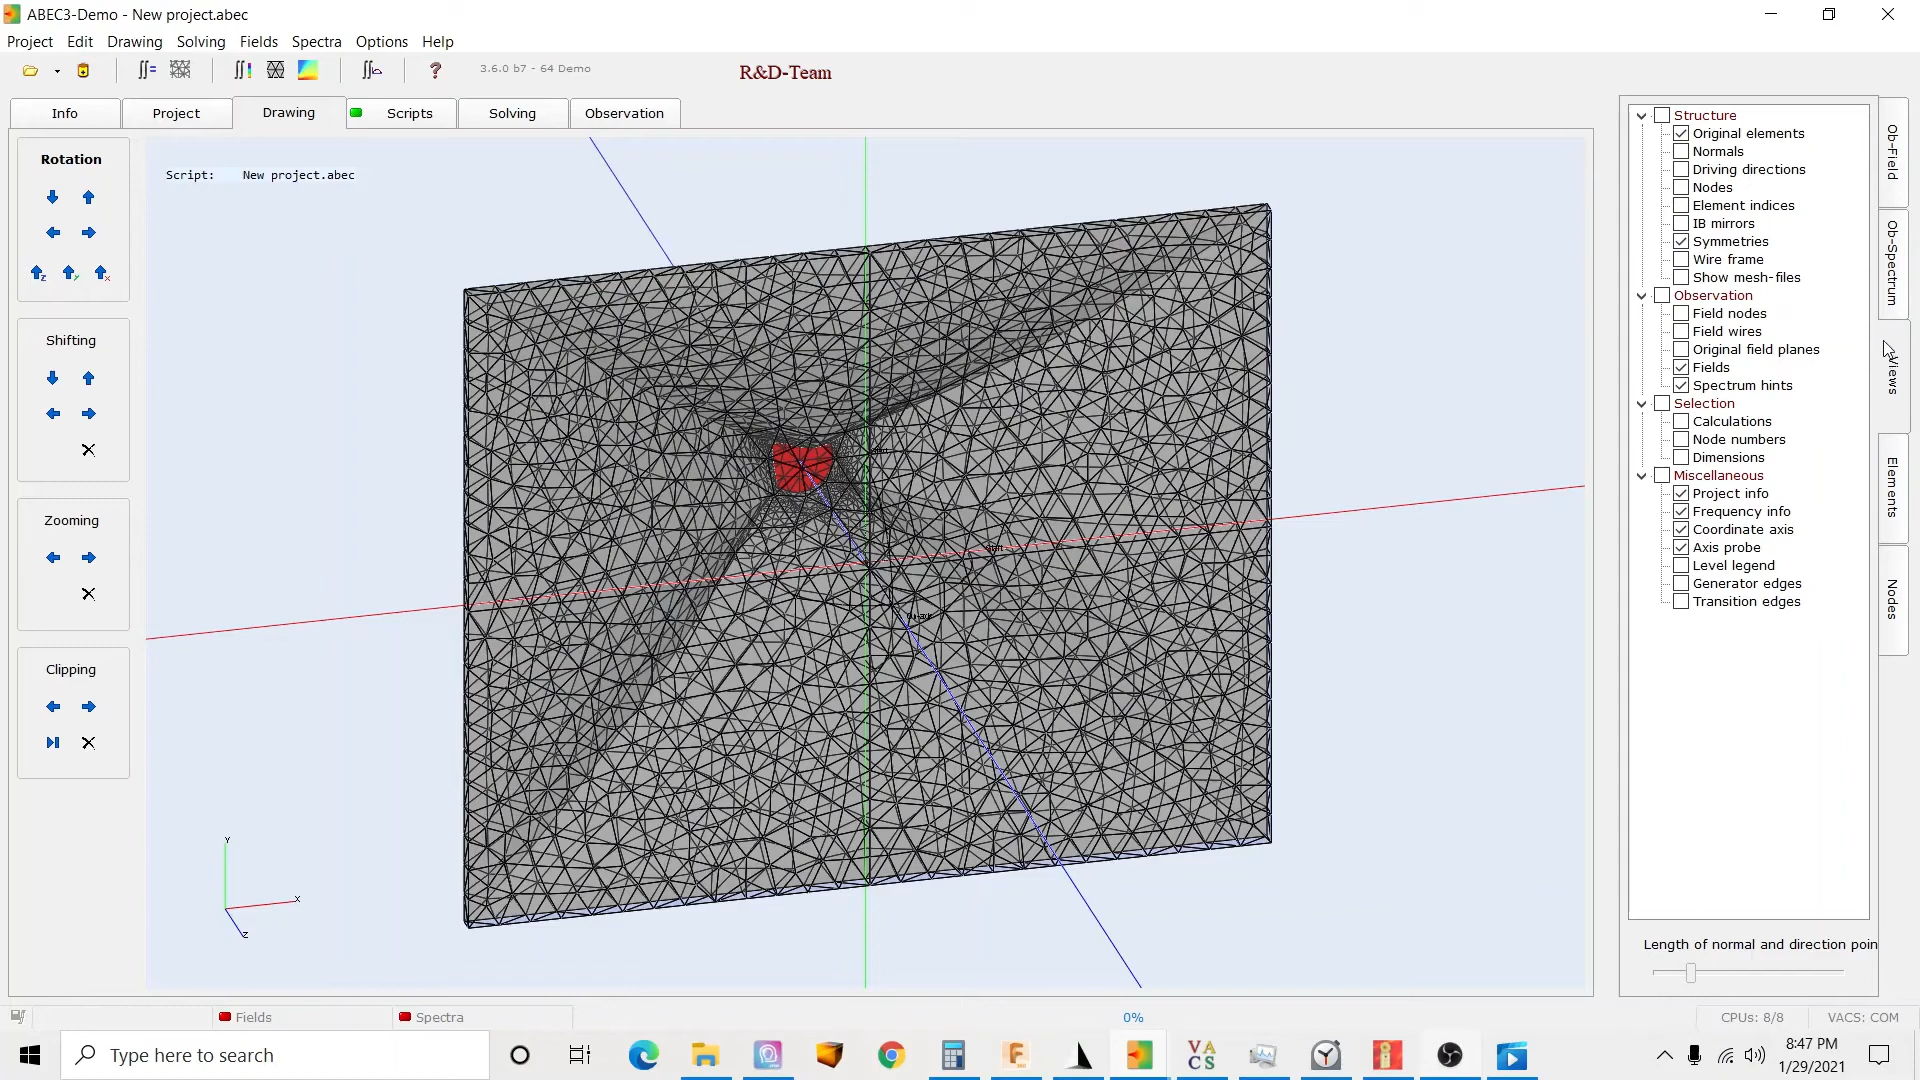 ABEC3-Demo - New project.abec
Project Edit Drawing Solving Fields Spectra Options Help
3.6.0 b7 - 64 Demo
R&D-Team
Info Project Drawing Scripts Solving Observation
Rotation
Z Y X
Shifting
Zooming
Clipping
Script: New project.abec
Y
X
Z
Structure
Original elements
Normals
Driving directions
Nodes
Element indices
IB mirrors
Symmetries
Wire frame
Show mesh-files
Observation
Field nodes
Field wires
Original field planes
Fields
Spectrum hints
Selection
Calculations
Node numbers
Dimensions
Miscellaneous
Project info
Frequency info
Coordinate axis
Axis probe
Level legend
Generator edges
Transition edges
Length of normal and direction poin
Ob-Field
Ob-Spectrum
Views
Elements
Nodes
Fields Spectra 0% CPUs: 8/8 VACS: COM
Type here to search
VACS
8:47 PM
1/29/2021